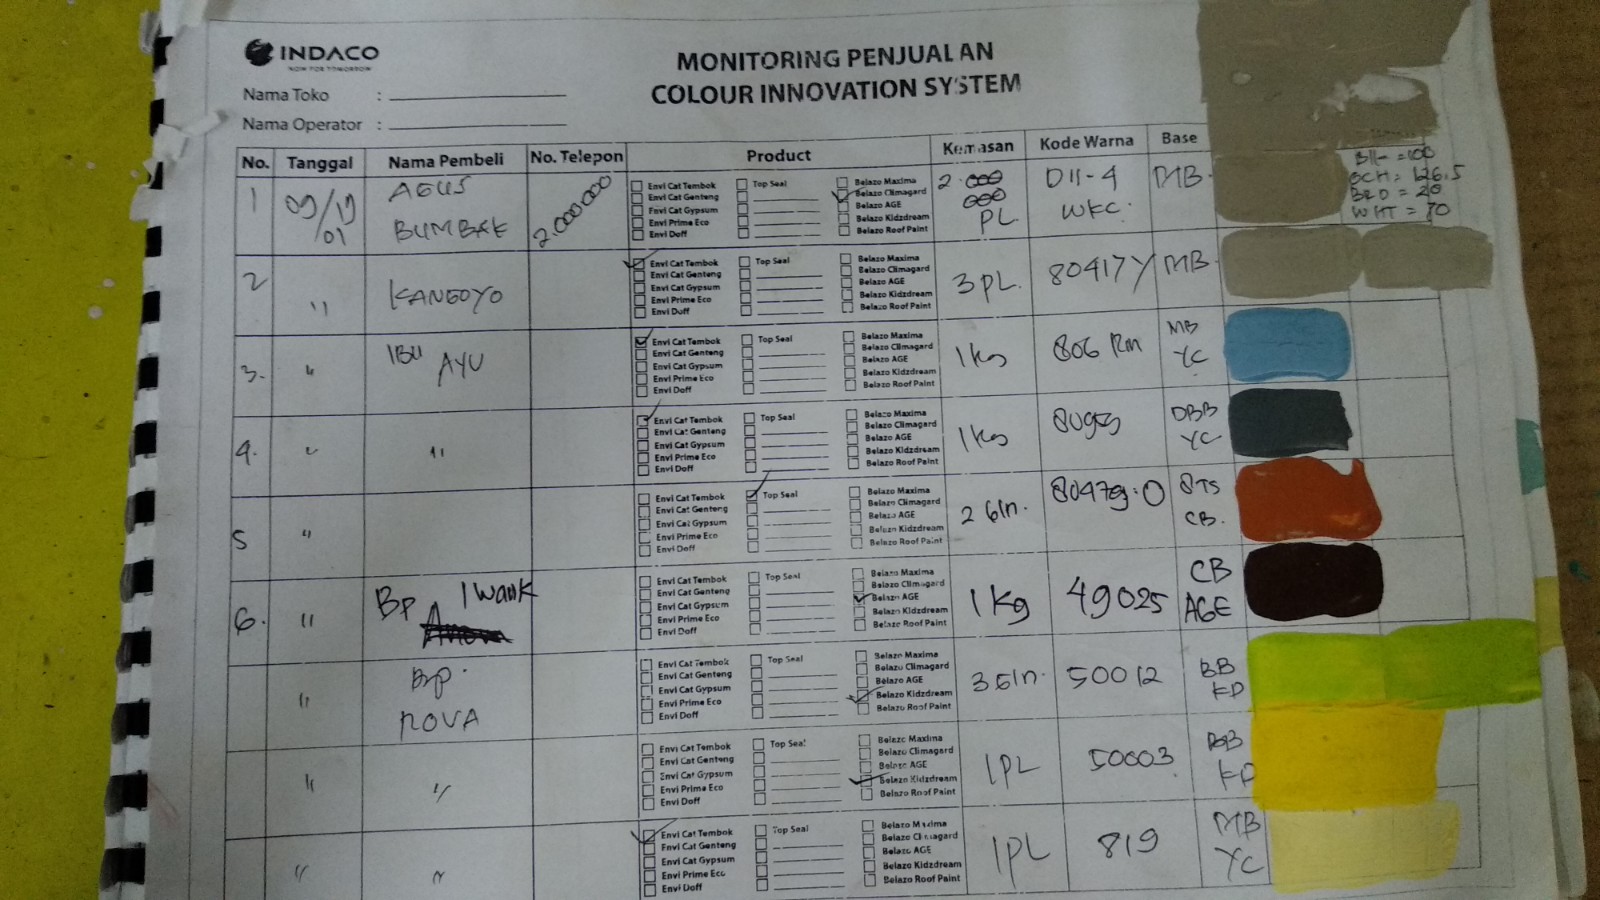 INDACO
NOW FOR TOMORROW
MONITORING PENJUALAN
COLOUR INNOVATION SYSTEM
Nama Toko :
Nama Operator :
No. Tanggal Nama Pembeli No. Telepon Product Kemasan Kode Warna Base
1 09/19/01 AGUS BUMBAK 2.000.000
Envi Cat Tembok Top Seal Belazo Maxima
Envi Cat Genteng Belazo Climagard
Envi Cat Gypsum Belazo AGE
Envi Prime Eco Belazo Kidzdream
Envi Doff Belazo Roof Paint
2. PL D11-4 WKC MB
OCH = 126.5
WHT = 70
2 " KANGOYO
Envi Cat Tembok Top Seal Belazo Maxima
Envi Cat Genteng Belazo Climagard
Envi Cat Gypsum Belazo AGE
Envi Prime Eco Belazo Kidzdream
Envi Doff Belazo Roof Paint
3 PL. 80417Y MB
3. " IBU AYU
Envi Cat Tembok Top Seal Belazo Maxima
Envi Cat Genteng Belazo Climagard
Envi Cat Gypsum Belazo AGE
Envi Prime Eco Belazo Kidzdream
Envi Doff Belazo Roof Paint
1 kg 806 MB YC
4. " "
Envi Cat Tembok Top Seal Belazo Maxima
Envi Cat Genteng Belazo Climagard
Envi Cat Gypsum Belazo AGE
Envi Prime Eco Belazo Kidzdream
Envi Doff Belazo Roof Paint
1 kg DBB YC
5 "
Envi Cat Tembok Top Seal Belazo Maxima
Envi Cat Genteng Belazo Climagard
Envi Cat Gypsum Belazo AGE
Envi Prime Eco Belazo Kidzdream
Envi Doff Belazo Roof Paint
2 Gln. CB.
6. " Bp Iwank
Envi Cat Tembok Top Seal Belazo Maxima
Envi Cat Genteng Belazo Climagard
Envi Cat Gypsum Belazo AGE
Envi Prime Eco Belazo Kidzdream
Envi Doff Belazo Roof Paint
1 Kg 49025 CB AGE
" Bp. NOVA
Envi Cat Tembok Top Seal Belazo Maxima
Envi Cat Genteng Belazo Climagard
Envi Cat Gypsum Belazo AGE
Envi Prime Eco Belazo Kidzdream
Envi Doff Belazo Roof Paint
3 Gln. 50012 BB KD
" "
Envi Cat Tembok Top Seal Belazo Maxima
Envi Cat Genteng Belazo Climagard
Envi Cat Gypsum Belazo AGE
Envi Prime Eco Belazo Kidzdream
Envi Doff Belazo Roof Paint
1PL 50003 KD
" "
Envi Cat Tembok Top Seal Belazo Maxima
Envi Cat Genteng Belazo Climagard
Envi Cat Gypsum Belazo AGE
Envi Prime Eco Belazo Kidzdream
Envi Doff Belazo Roof Paint
1PL 819 MB YC